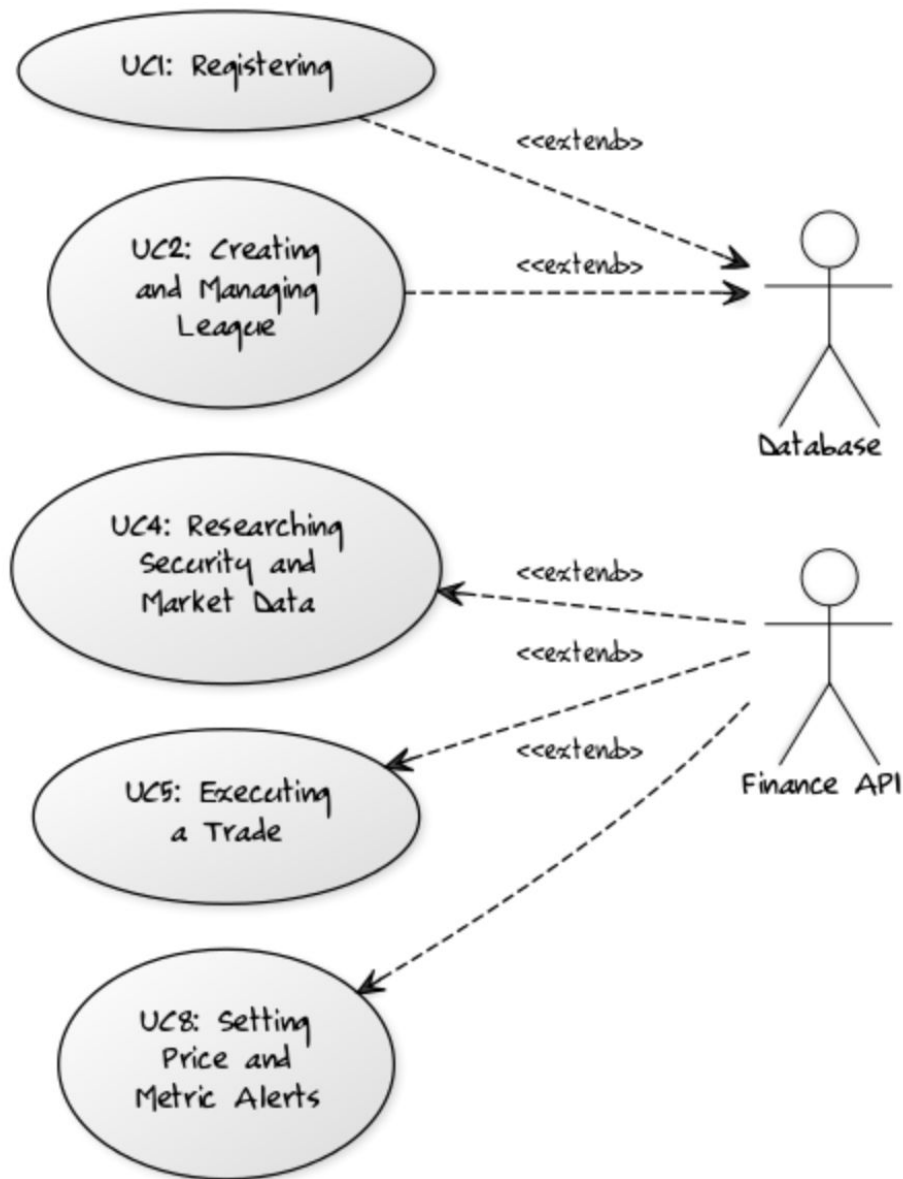 UC1: Registering
<<extend>>
UC2: Creating
and Managing
League
<<extend>>
Database
UC4: Researching
Security and
Market Data
<<extend>>
<<extend>>
<<extend>>
Finance API
UC5: Executing
a Trade
UC8: Setting
Price and
Metric Alerts